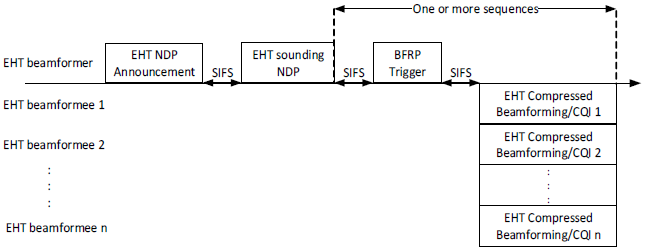 One or more sequences
EHT beamformer
EHT NDP
Announcement
SIFS
EHT sounding
NDP
SIFS
BFRP
Trigger
SIFS
EHT beamformee 1
EHT Compressed
Beamforming/CQI 1
EHT beamformee 2
EHT Compressed
Beamforming/CQI 2
:
:
:
:
:
:
EHT beamformee n
EHT Compressed
Beamforming/CQI n